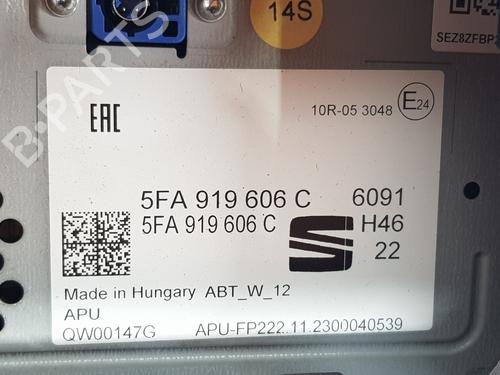 14S
SEZ8ZFBP
B-PARTS
EAC
10R-05 3048 E24
5FA 919 606 C 6091
5FA 919 606 C H46
22
Made in Hungary ABT_W_12
APU
QW00147G APU-FP222.11.2300040539